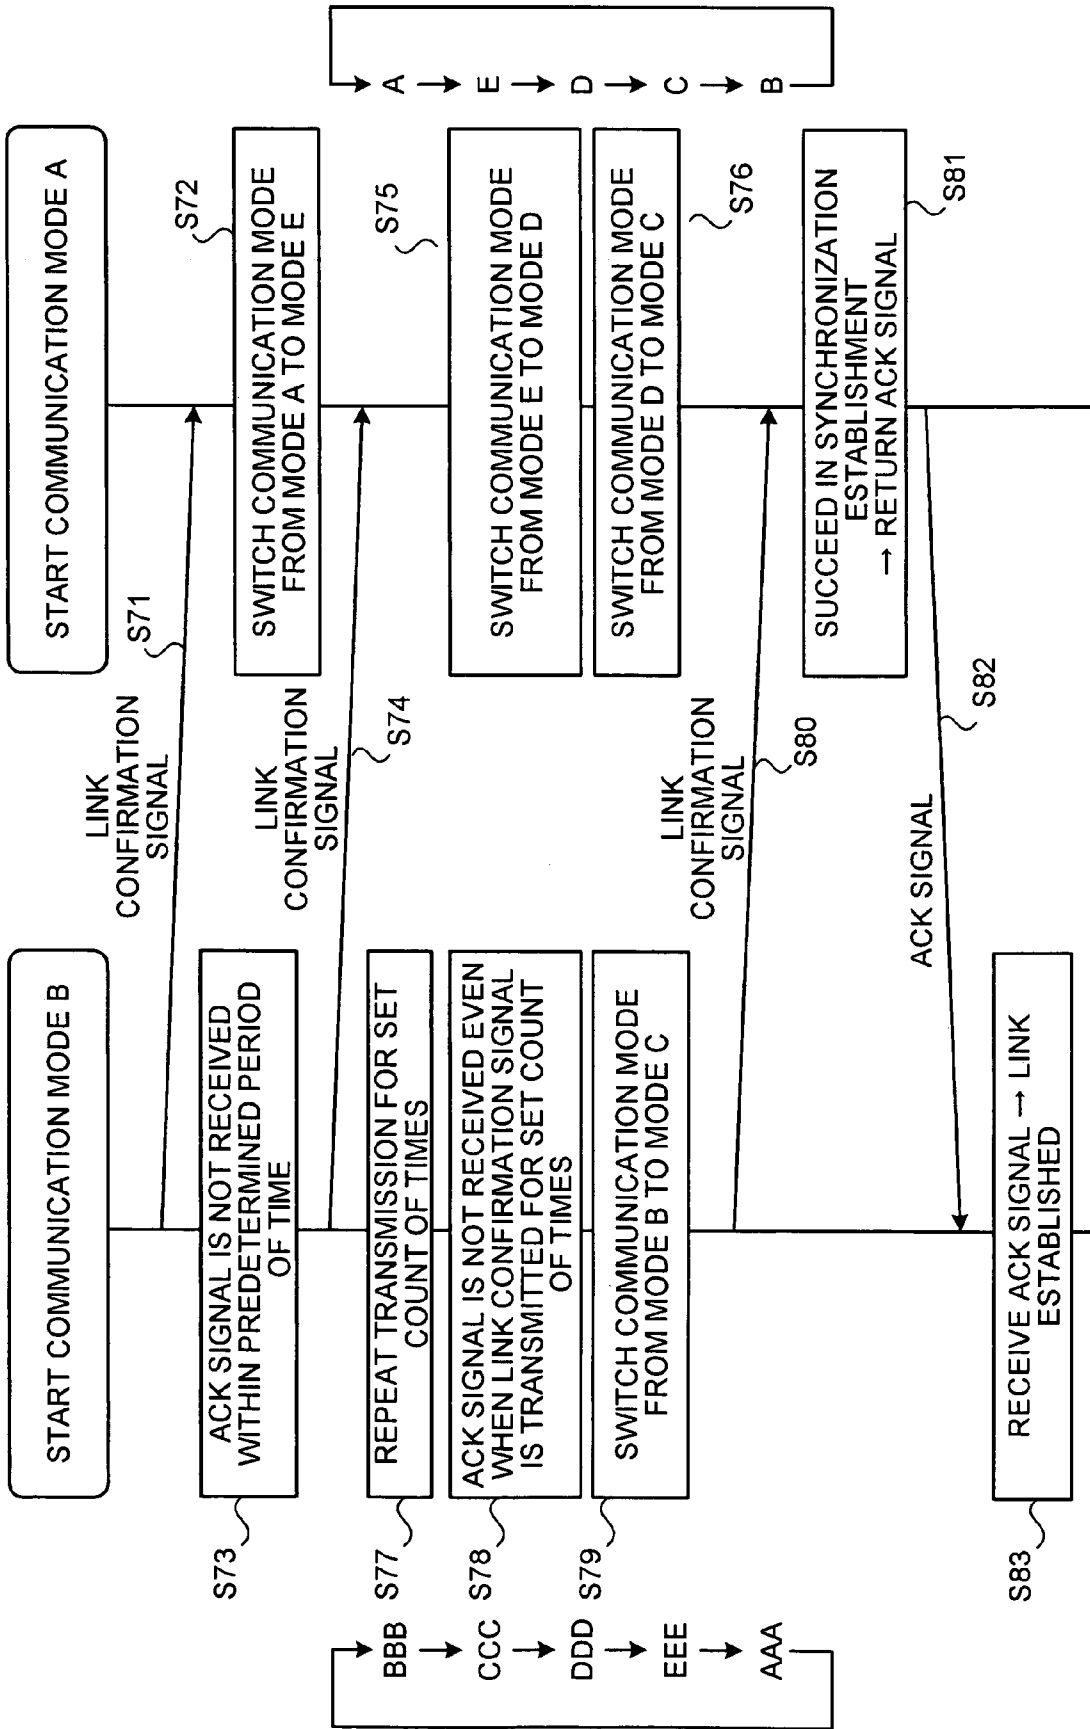 START COMMUNICATION MODE B
START COMMUNICATION MODE A
LINK
CONFIRMATION
SIGNAL
S71
S72
SWITCH COMMUNICATION MODE
FROM MODE A TO MODE E
S73
ACK SIGNAL IS NOT RECEIVED
WITHIN PREDETERMINED PERIOD
OF TIME
LINK
CONFIRMATION
SIGNAL
S74
S75
SWITCH COMMUNICATION MODE
FROM MODE E TO MODE D
SWITCH COMMUNICATION MODE
FROM MODE D TO MODE C
S76
S77
REPEAT TRANSMISSION FOR SET
COUNT OF TIMES
S78
ACK SIGNAL IS NOT RECEIVED EVEN
WHEN LINK CONFIRMATION SIGNAL
IS TRANSMITTED FOR SET COUNT
OF TIMES
S79
SWITCH COMMUNICATION MODE
FROM MODE B TO MODE C
LINK
CONFIRMATION
SIGNAL
S80
SUCCEED IN SYNCHRONIZATION
ESTABLISHMENT
→ RETURN ACK SIGNAL
S81
ACK SIGNAL
S82
S83
RECEIVE ACK SIGNAL → LINK
ESTABLISHED
BBB
CCC
DDD
EEE
AAA
A
E
D
C
B